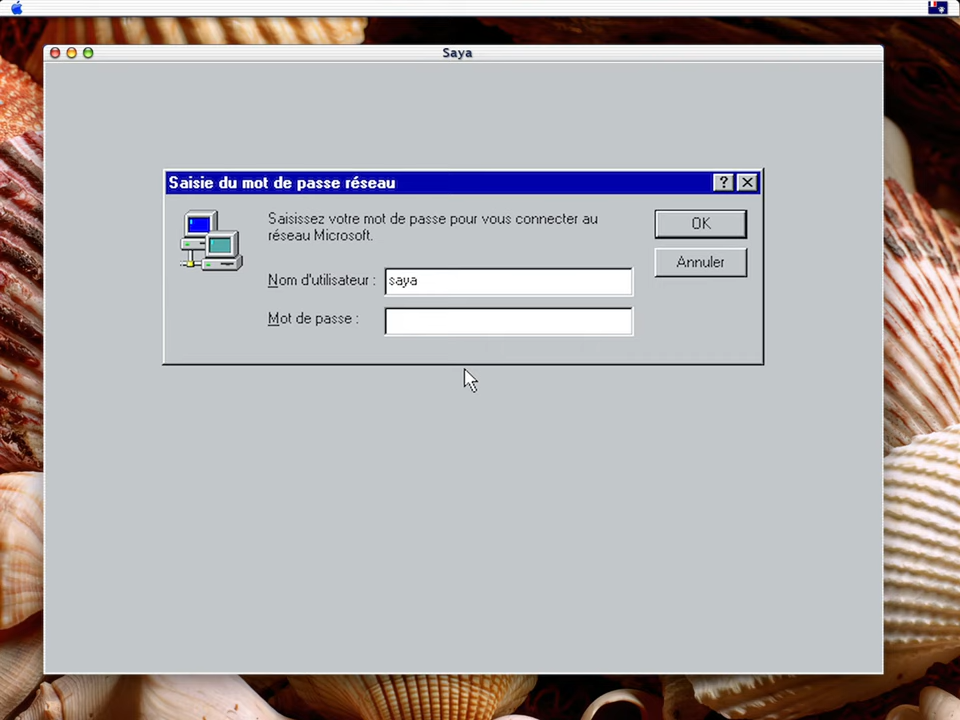 Saya
Saisie du mot de passe réseau
Saisissez votre mot de passe pour vous connecter au
réseau Microsoft.
OK
Annuler
Nom d'utilisateur : saya
Mot de passe :